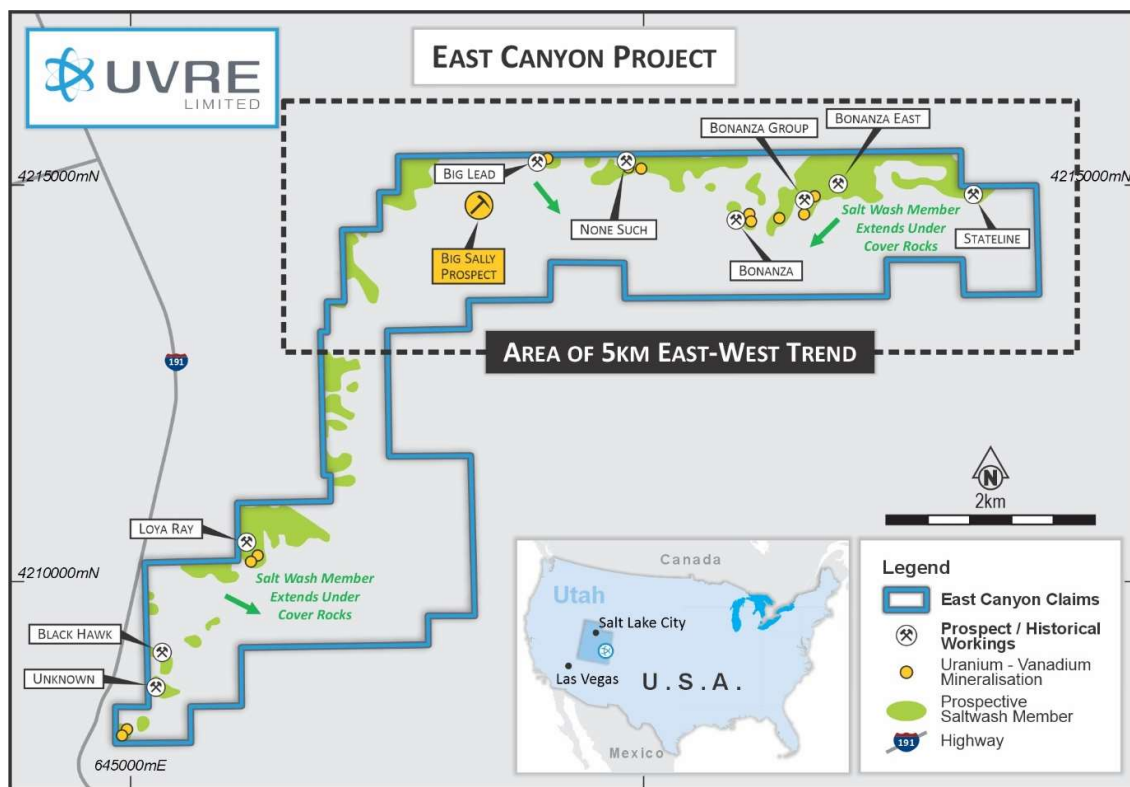 UVRE
LIMITED
EAST CANYON PROJECT
BONANZA EAST
BONANZA GROUP
4215000mN
BIG LEAD
4215000mN
NONE SUCH
Salt Wash Member
Extends Under
Cover Rocks
STATELINE
BIG SALLY
PROSPECT
BONANZA
AREA OF 5KM EAST-WEST TREND
191
N
2km
LOYA RAY
4210000mN
Salt Wash Member
Extends Under
Cover Rocks
BLACK HAWK
UNKNOWN
645000mE
Canada
Utah
Salt Lake City
Las Vegas
U.S.A.
Mexico
Legend
East Canyon Claims
Prospect / Historical
Workings
Uranium - Vanadium
Mineralisation
Prospective
Saltwash Member
191
Highway